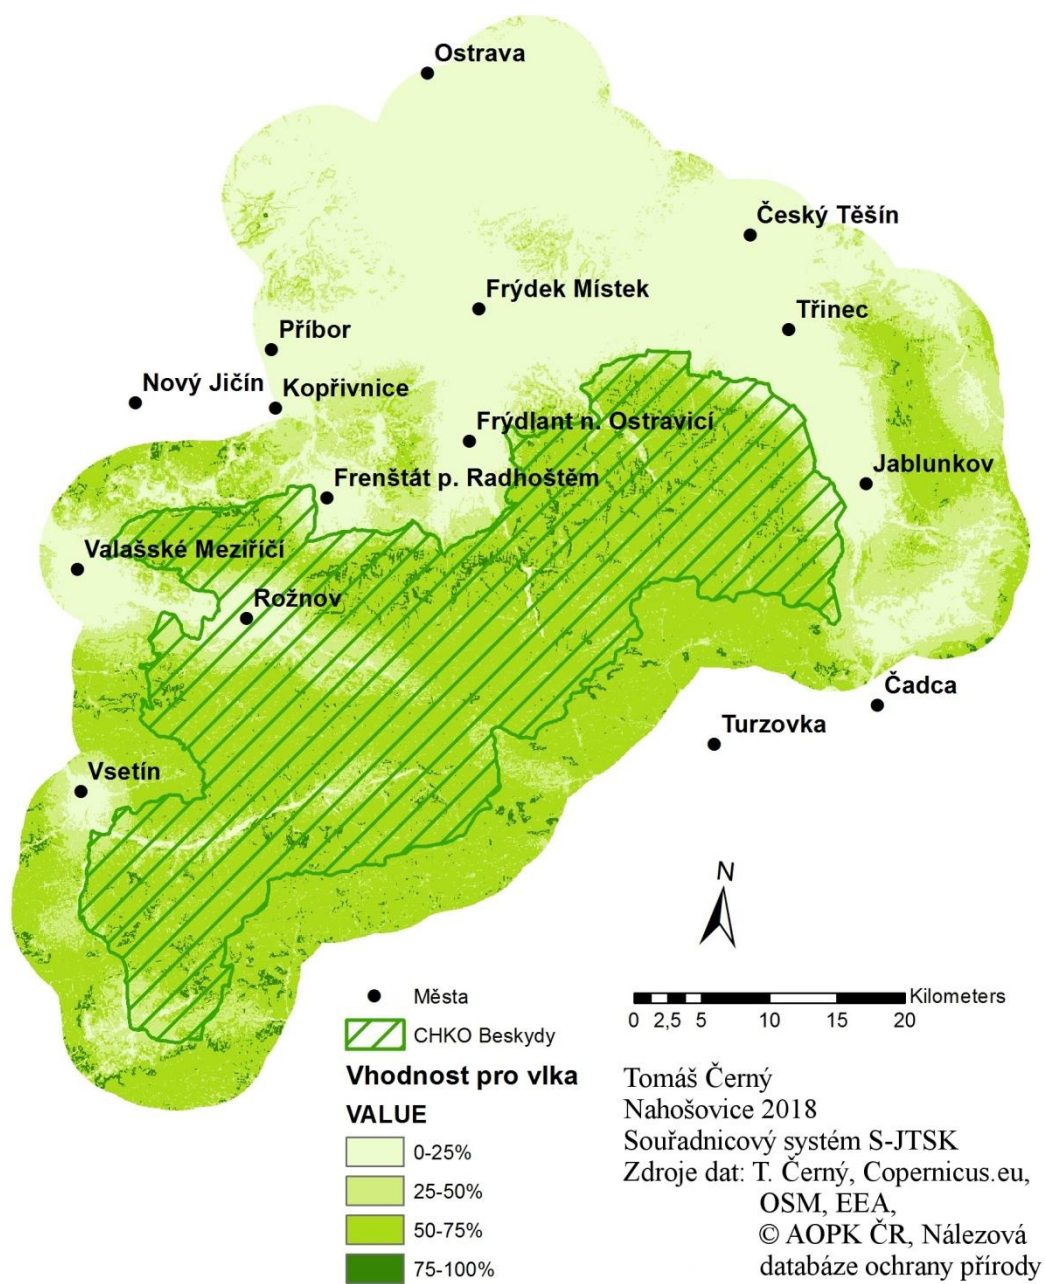 Ostrava
Český Těšín
Frýdek Místek
Třinec
Příbor
Nový Jičín
Kopřivnice
Frýdlant n. Ostravicí
Jablunkov
Frenštát p. Radhoštěm
Valašské Meziříčí
Rožnov
Čadca
Turzovka
Vsetín
N
Města
CHKO Beskydy
Vhodnost pro vlka
VALUE
0-25%
25-50%
50-75%
75-100%
Kilometers
0 2,5 5 10 15 20
Tomáš Černý
Nahošovice 2018
Souřadnicový systém S-JTSK
Zdroje dat: T. Černý, Copernicus.eu,
OSM, EEA,
© AOPK ČR, Nálezová
databáze ochrany přírody